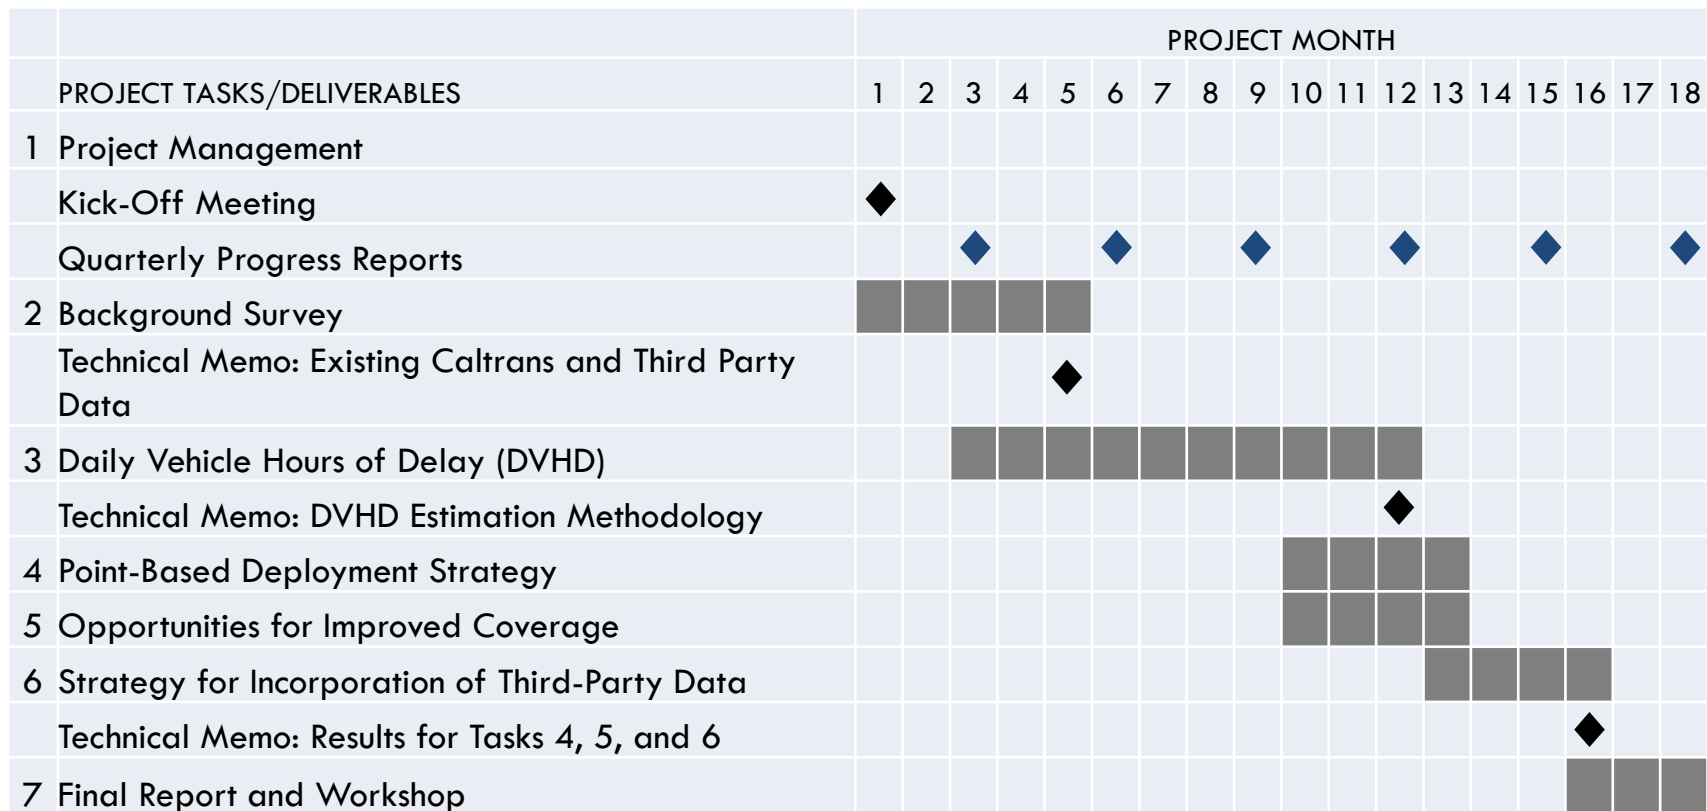 PROJECT MONTH
PROJECT TASKS/DELIVERABLES 1 2 3 4 5 6 7 8 9 10 11 12 13 14 15 16 17 18
1 Project Management
Kick-Off Meeting
Quarterly Progress Reports
2 Background Survey
Technical Memo: Existing Caltrans and Third Party
Data
3 Daily Vehicle Hours of Delay (DVHD)
Technical Memo: DVHD Estimation Methodology
4 Point-Based Deployment Strategy
5 Opportunities for Improved Coverage
6 Strategy for Incorporation of Third-Party Data
Technical Memo: Results for Tasks 4, 5, and 6
7 Final Report and Workshop